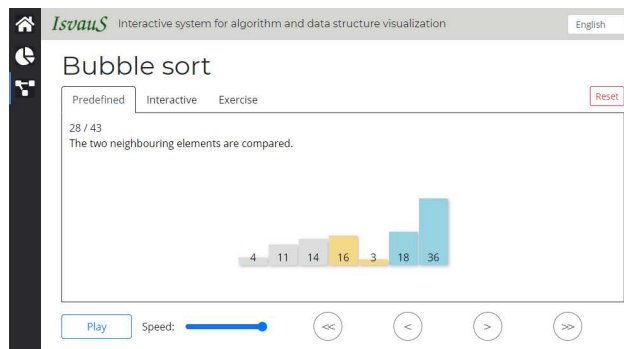 IsvauS Interactive system for algorithm and data structure visualization English
Bubble sort
Predefined Interactive Exercise Reset
28 / 43
The two neighbouring elements are compared.
4 11 14 16 3 18 36
Play Speed: << < > >>